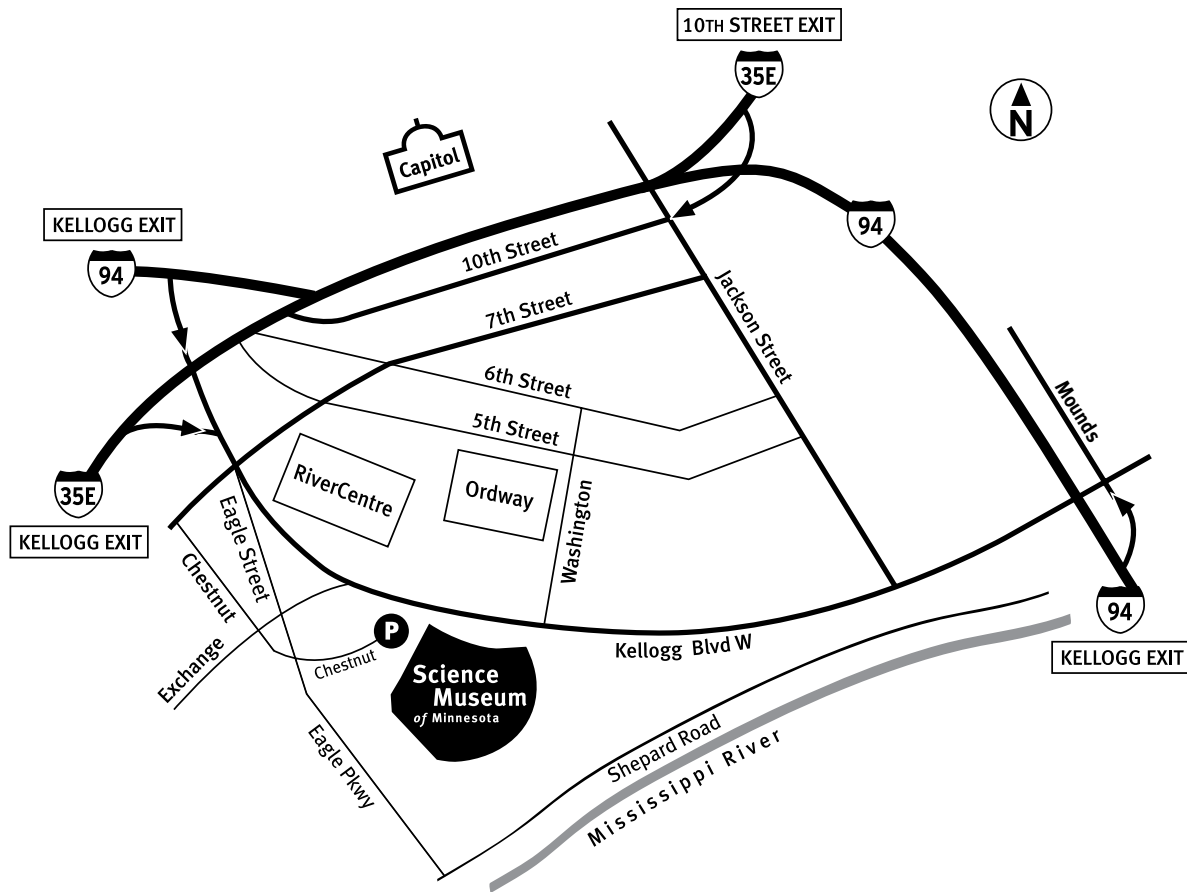 10TH STREET EXIT
35E
N
Capitol
KELLOGG EXIT
94
94
10th Street
7th Street
Jackson Street
6th Street
5th Street
Mounds
RiverCentre
Ordway
Washington
35E
KELLOGG EXIT
Eagle Street
Chestnut
Exchange
P
Chestnut
Science
Museum
of Minnesota
Kellogg Blvd W
94
KELLOGG EXIT
Eagle Pkwy
Shepard Road
Mississippi River